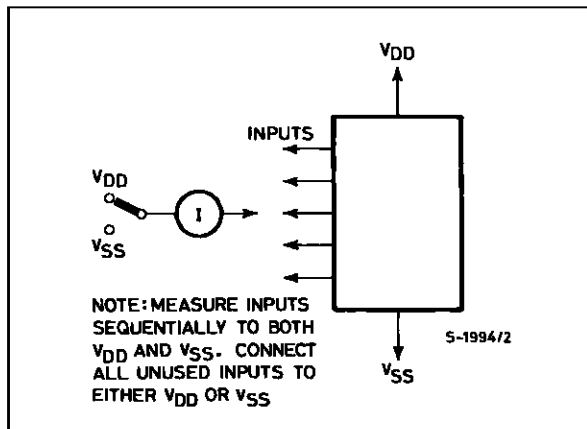 VDD
INPUTS
VDD
I
VSS
NOTE: MEASURE INPUTS
SEQUENTIALLY TO BOTH
VDD AND VSS. CONNECT
ALL UNUSED INPUTS TO
EITHER VDD OR VSS
S-1994/2
VSS